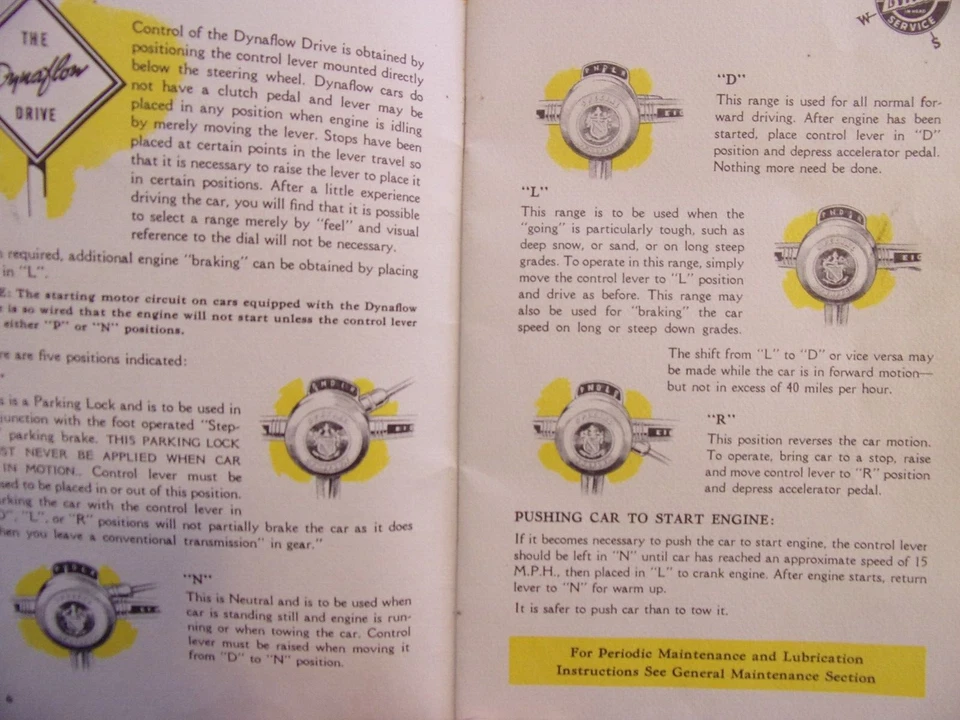 THE
Dynaflow
DRIVE
Control of the Dynaflow Drive is obtained by
positioning the control lever mounted directly
below the steering wheel. Dynaflow cars do
not have a clutch pedal and lever may be
placed in any position when engine is idling
by merely moving the lever. Stops have been
placed at certain points in the lever travel so
that it is necessary to raise the lever to place it
in certain positions. After a little experience
driving the car, you will find that it is possible
to select a range merely by "feel" and visual
reference to the dial will not be necessary.
required, additional engine "braking" can be obtained by placing
in "L".
E: The starting motor circuit on cars equipped with the Dynaflow
is so wired that the engine will not start unless the control lever
either "P" or "N" positions.
re are five positions indicated:
s is a Parking Lock and is to be used in
junction with the foot operated "Step-
parking brake. THIS PARKING LOCK
ST NEVER BE APPLIED WHEN CAR
IN MOTION.. Control lever must be
sed to be placed in or out of this position.
rking the car with the control lever in
D", "L", or "R" positions will not partially brake the car as it does
hen you leave a conventional transmission" in gear."
"N"
This is Neutral and is to be used when
car is standing still and engine is run-
ning or when towing the car. Control
lever must be raised when moving it
from "D" to "N" position.
6
W
SERVICE
S
P N D L R
"D"
This range is used for all normal for-
ward driving. After engine has been
started, place control lever in "D"
position and depress accelerator pedal.
Nothing more need be done.
"L"
This range is to be used when the
"going" is particularly tough, such as
deep snow, or sand, or on long steep
grades. To operate in this range, simply
move the control lever to "L" position
and drive as before. This range may
also be used for "braking" the car
speed on long or steep down grades.
The shift from "L" to "D" or vice versa may
be made while the car is in forward motion—
but not in excess of 40 miles per hour.
"R"
This position reverses the car motion.
To operate, bring car to a stop, raise
and move control lever to "R" position
and depress accelerator pedal.
PUSHING CAR TO START ENGINE:
If it becomes necessary to push the car to start engine, the control lever
should be left in "N" until car has reached an approximate speed of 15
M.P.H., then placed in "L" to crank engine. After engine starts, return
lever to "N" for warm up.
It is safer to push car than to tow it.
For Periodic Maintenance and Lubrication
Instructions See General Maintenance Section